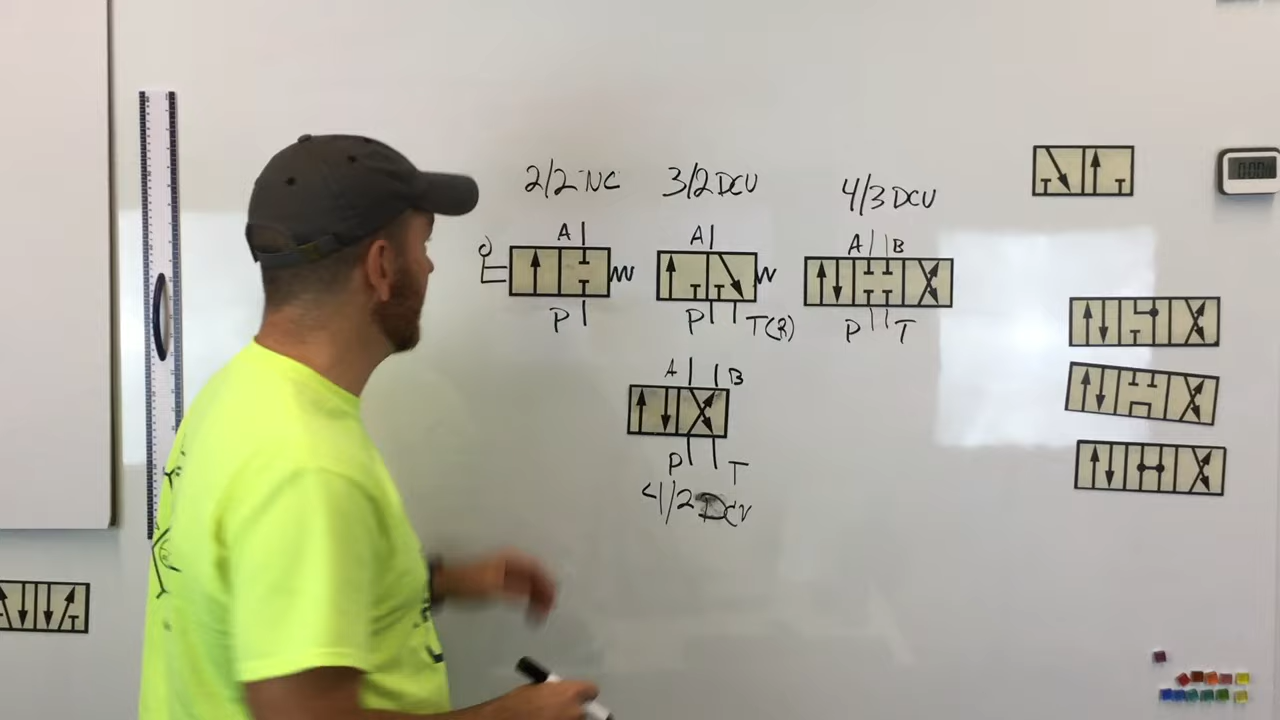 2/2-NC
3/2 DCV
4/3 DCV
A
A
A B
P
P T(R)
P T
A B
P T
4/2 DCV